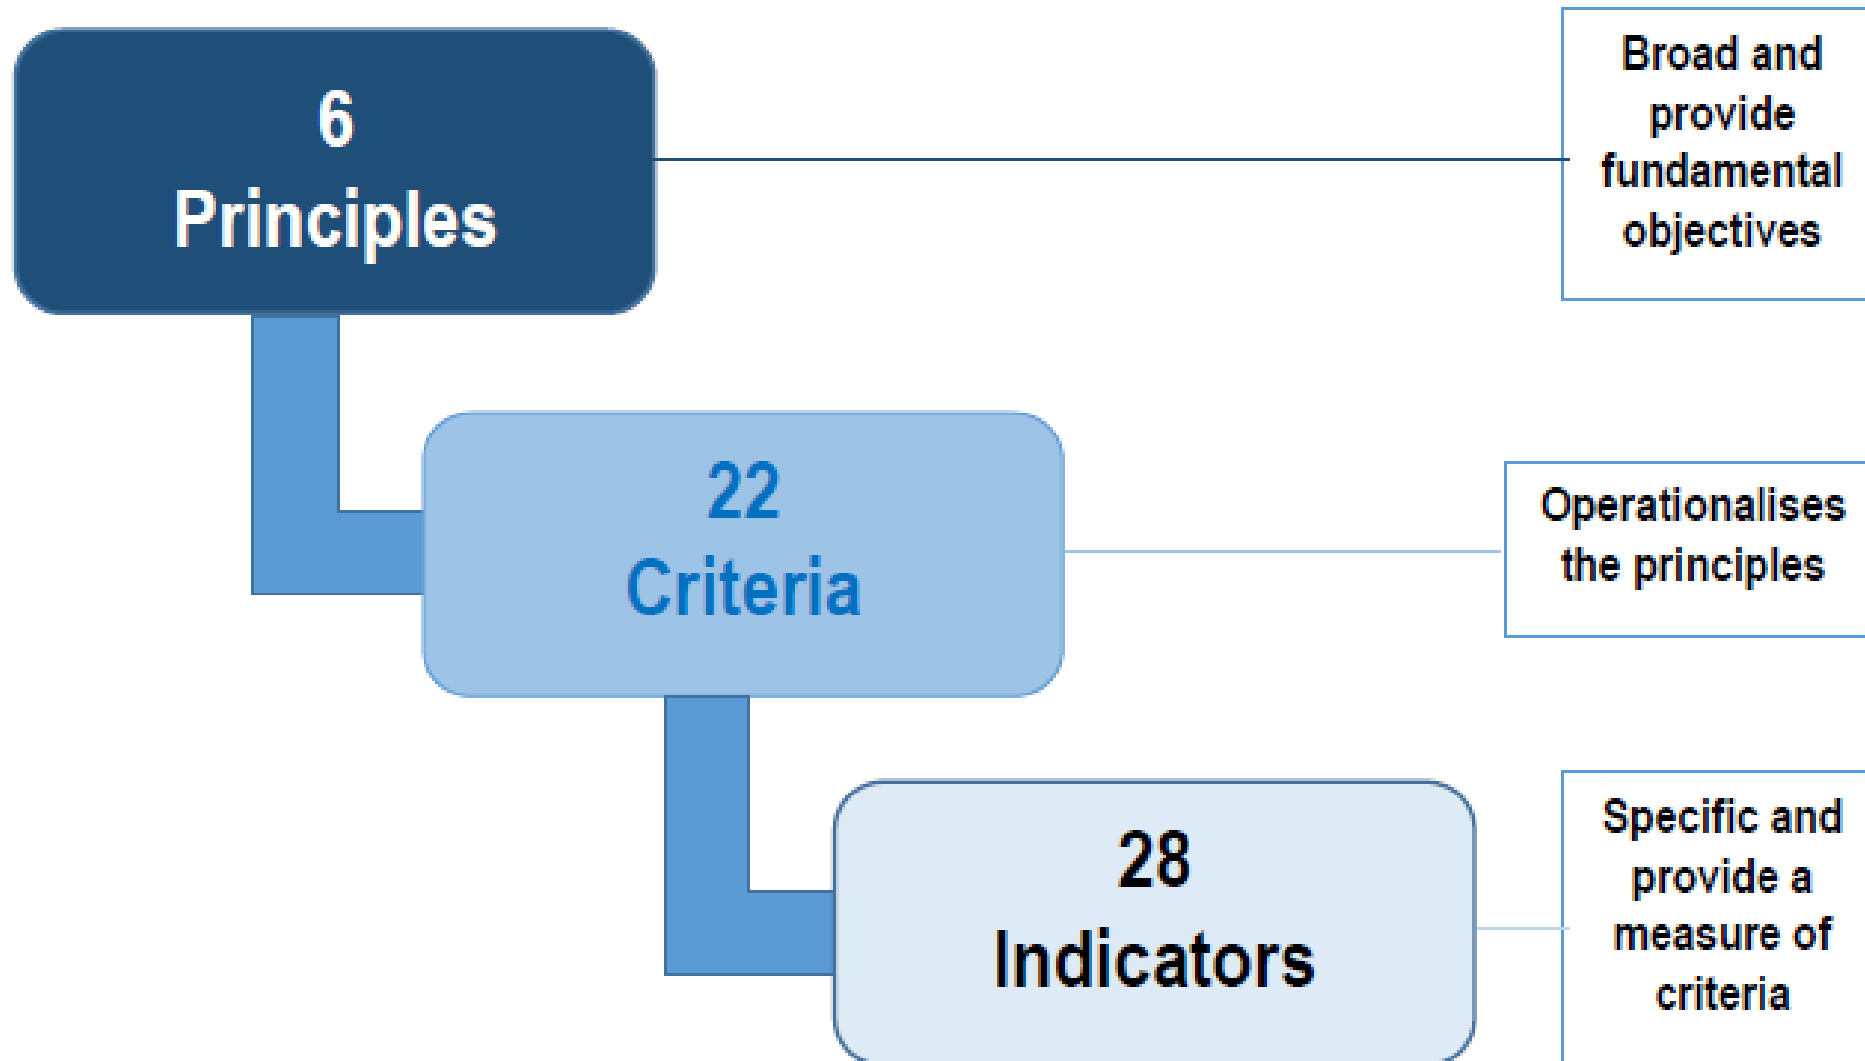 6
Principles
Broad and
provide
fundamental
objectives
22
Criteria
Operationalises
the principles
28
Indicators
Specific and
provide a
measure of
criteria